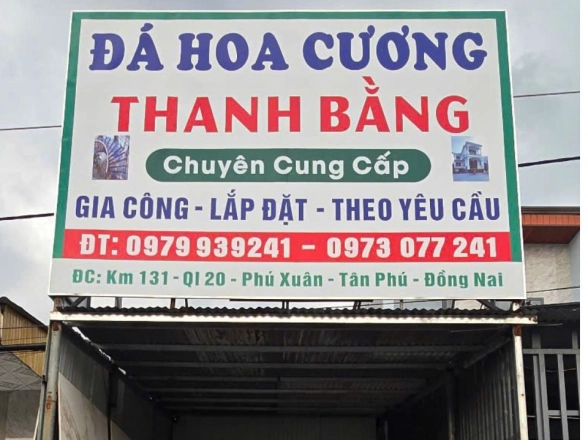 ĐÁ HOA CƯƠNG
THANH BẰNG
Chuyên Cung Cấp
GIA CÔNG - LẮP ĐẶT - THEO YÊU CẦU
ĐT: 0979 939241 - 0973 077 241
ĐC: Km 131 - Ql 20 - Phú Xuân - Tân Phú - Đồng Nai